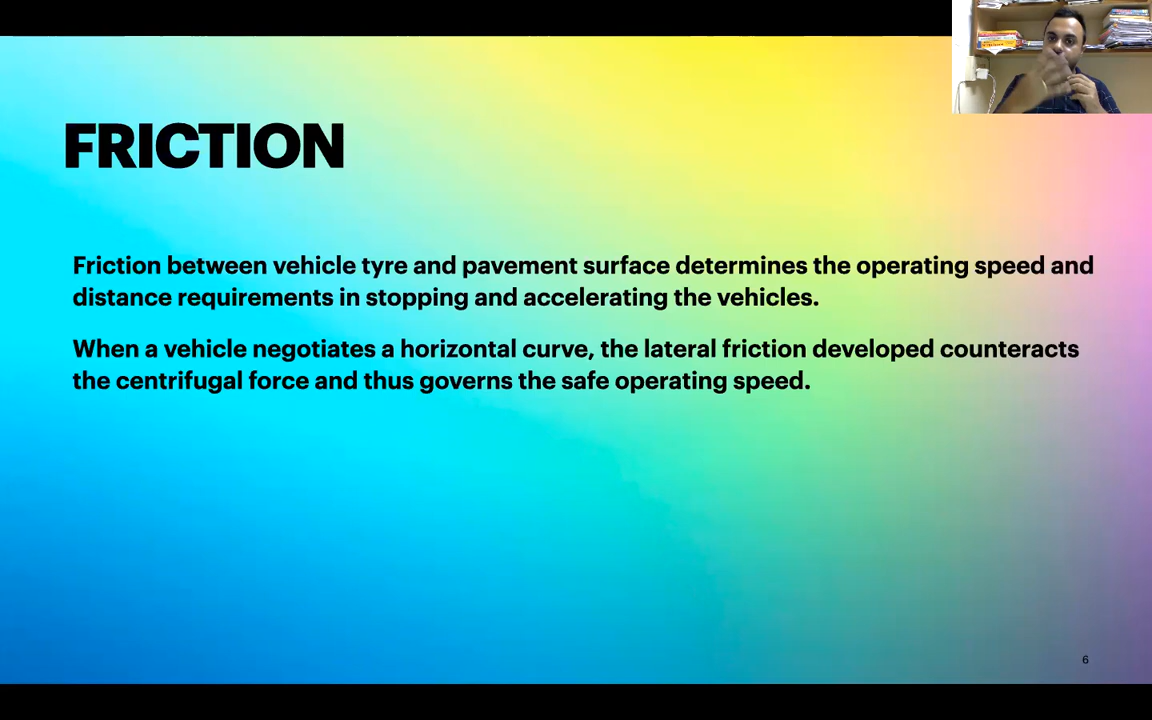 FRICTION
Friction between vehicle tyre and pavement surface determines the operating speed and
distance requirements in stopping and accelerating the vehicles.
When a vehicle negotiates a horizontal curve, the lateral friction developed counteracts
the centrifugal force and thus governs the safe operating speed.
6